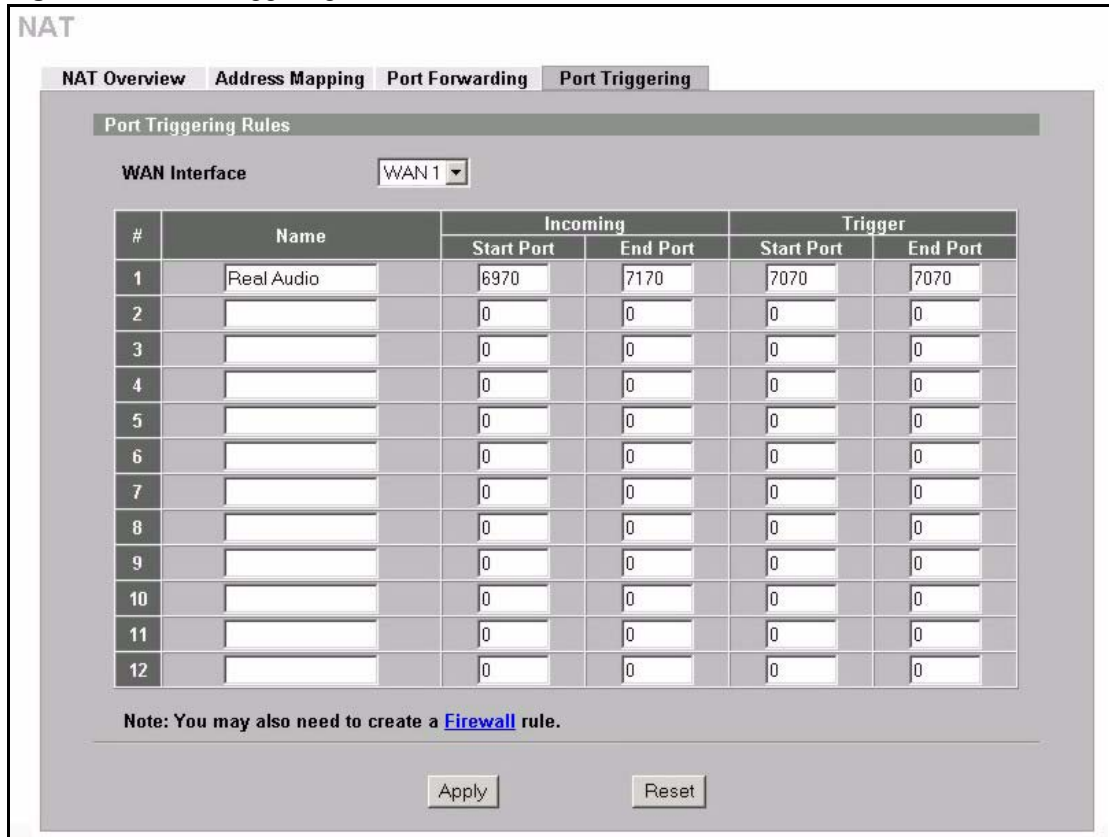 NAT
NAT Overview Address Mapping Port Forwarding Port Triggering
Port Triggering Rules
WAN Interface WAN 1
# Name Incoming Trigger
Start Port End Port Start Port End Port
1 Real Audio 6970 7170 7070 7070
2 0 0 0 0
3 0 0 0 0
4 0 0 0 0
5 0 0 0 0
6 0 0 0 0
7 0 0 0 0
8 0 0 0 0
9 0 0 0 0
10 0 0 0 0
11 0 0 0 0
12 0 0 0 0
Note: You may also need to create a Firewall rule.
Apply Reset